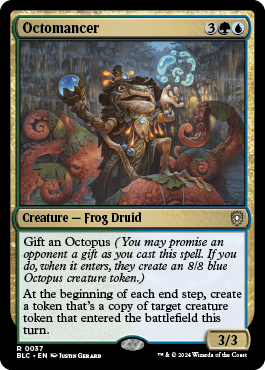 Octomancer 3
Creature — Frog Druid
Gift an Octopus (You may promise an
opponent a gift as you cast this spell. If you
do, when it enters, they create an 8/8 blue
Octopus creature token.)
At the beginning of each end step, create
a token that's a copy of target creature
token that entered the battlefield this
turn.
3/3
R 0037
BLC • EN Justin Gerard
™ & © 2024 Wizards of the Coast